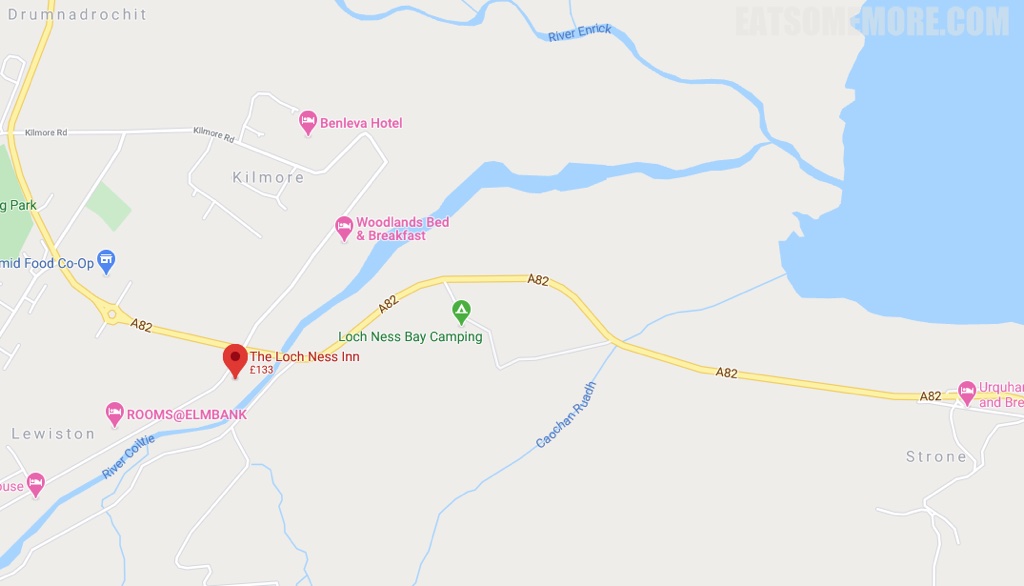 Drumnadrochit
EATSOMEMORE.COM
River Enrick
Kilmore Rd
Kilmore Rd
Benleva Hotel
Kilmore
g Park
Woodlands Bed
& Breakfast
mid Food Co-Op
A82
A82
A82
Loch Ness Bay Camping
The Loch Ness Inn
£133
A82
Urquhar
and Bre
A82
ROOMS@ELMBANK
Caochan Ruadh
Lewiston
River Coiltie
Strone
ouse